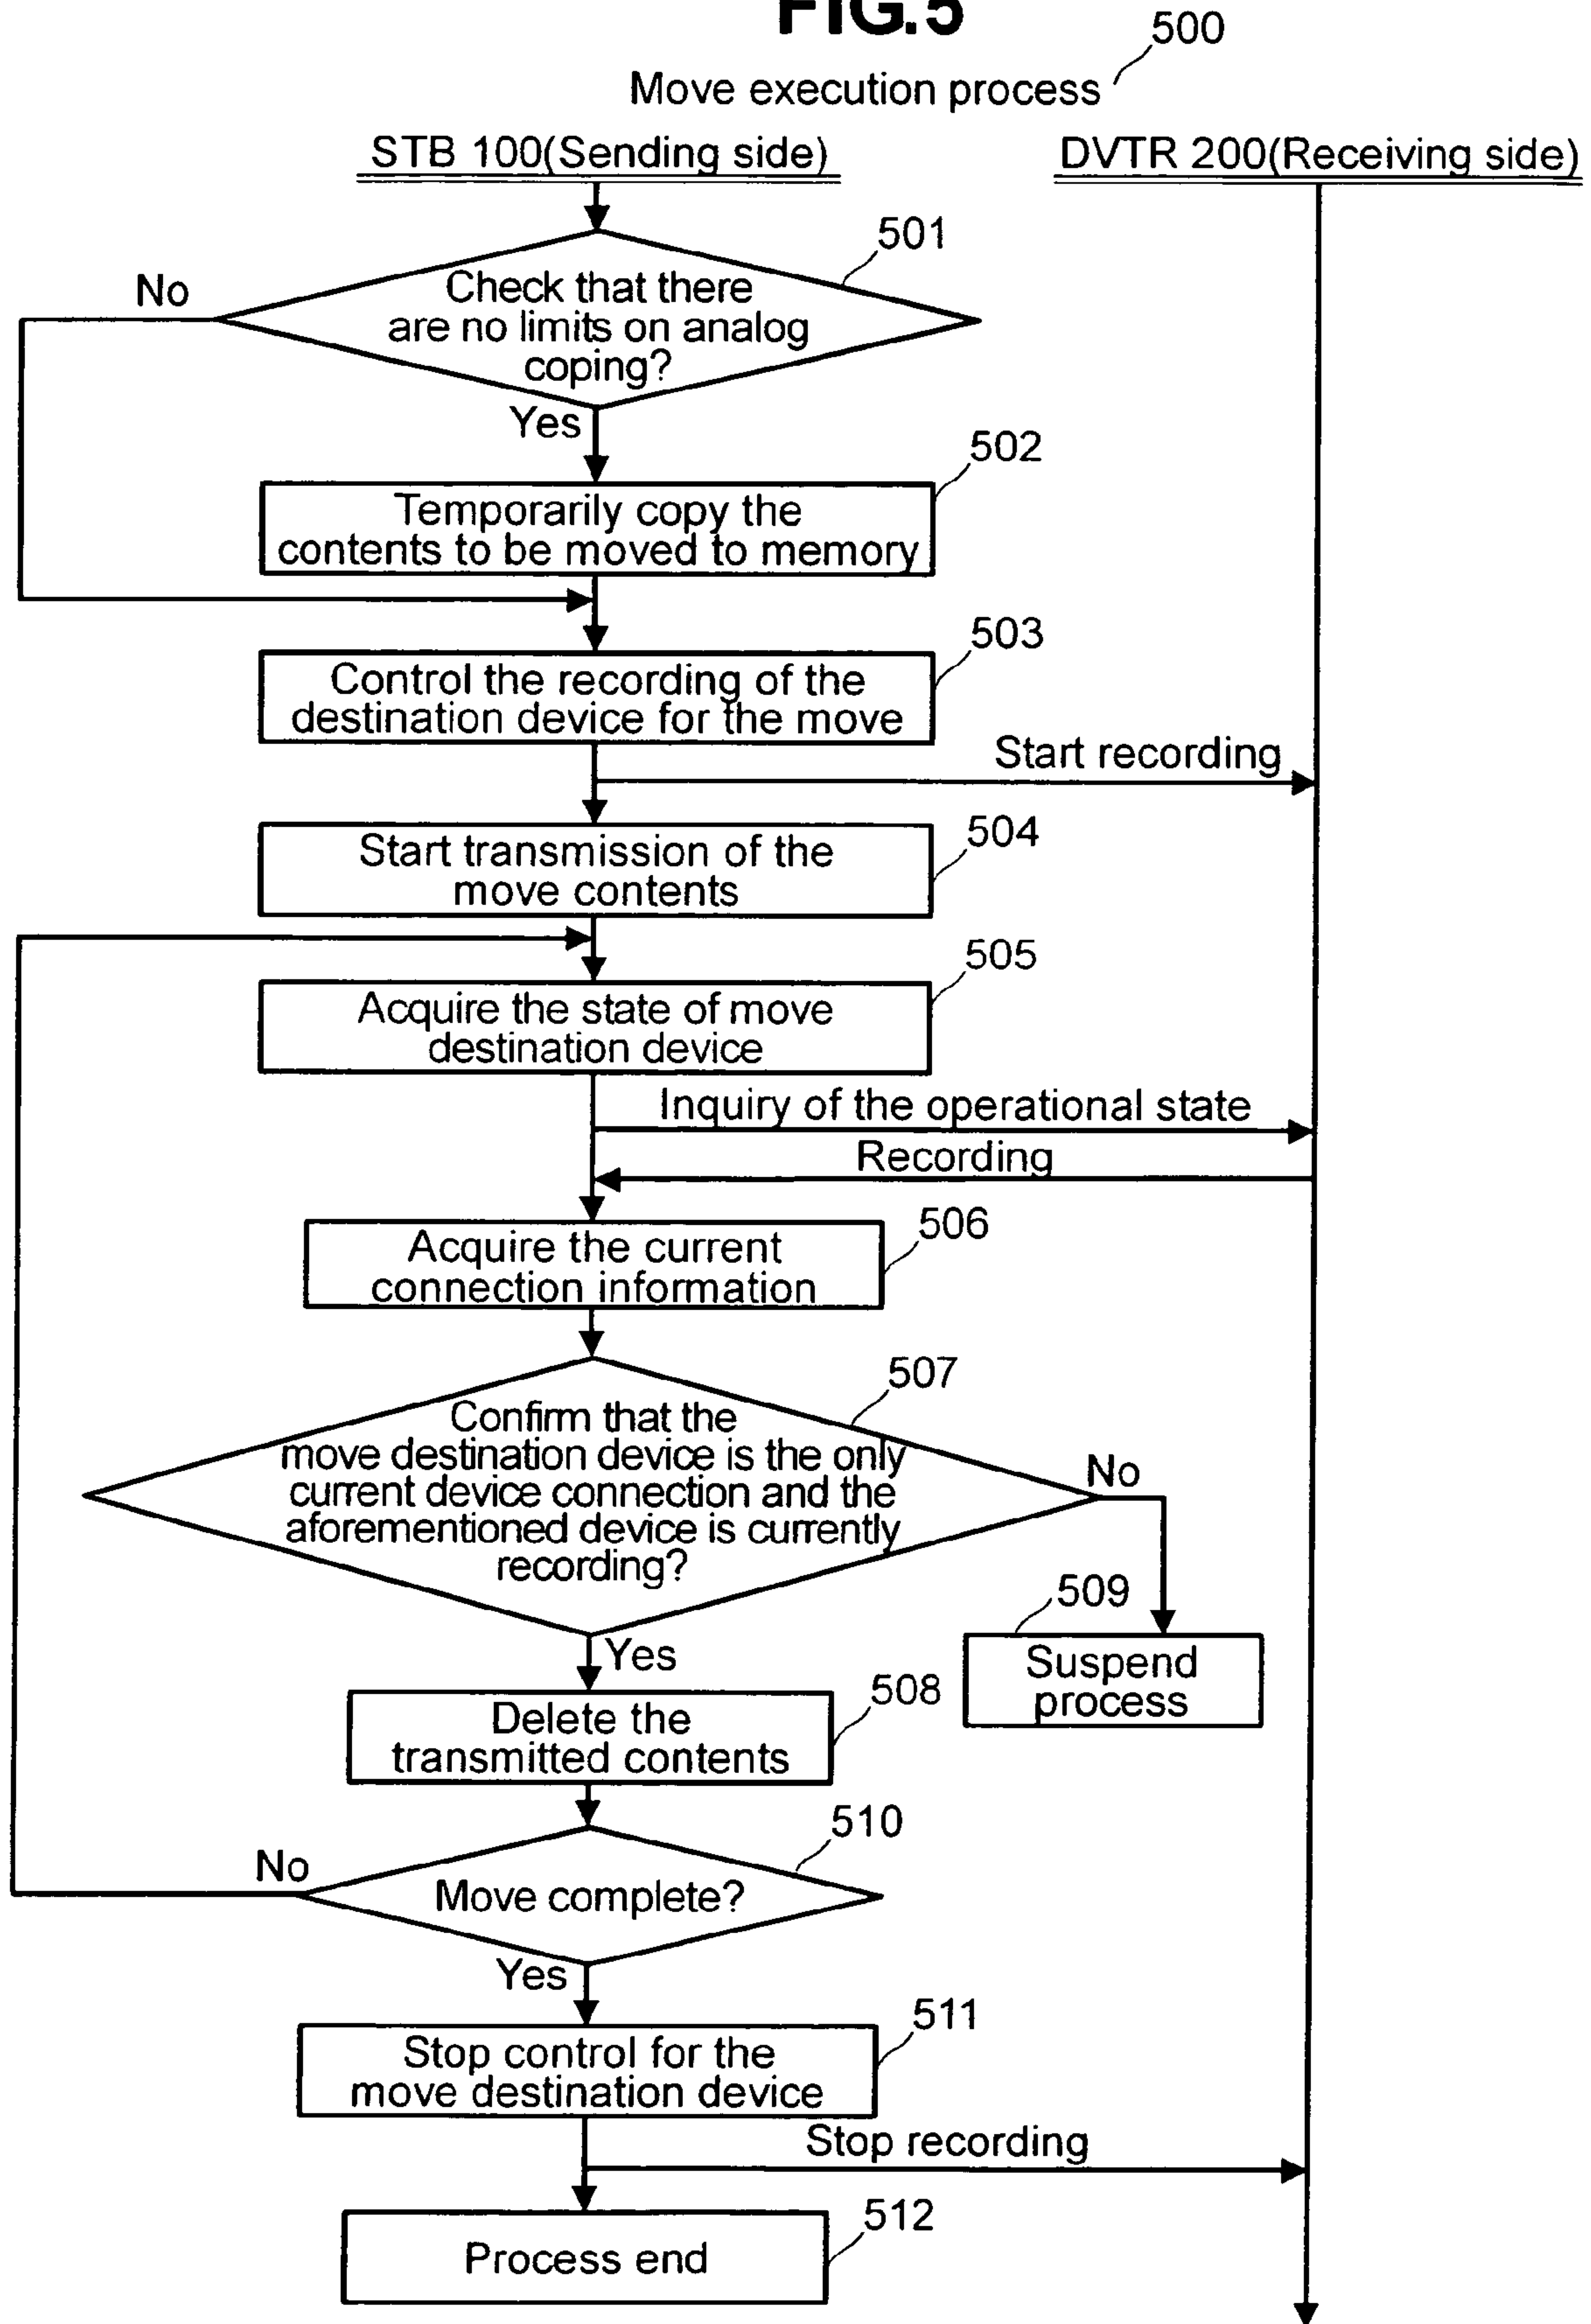 FIG.5
500
Move execution process
STB 100(Sending side)
DVTR 200(Receiving side)
501
No
Check that there
are no limits on analog
coping?
Yes
502
Temporarily copy the
contents to be moved to memory
503
Control the recording of the
destination device for the move
Start recording
504
Start transmission of the
move contents
505
Acquire the state of move
destination device
Inquiry of the operational state
Recording
506
Acquire the current
connection information
507
Confirm that the
move destination device is the only
current device connection and the
aforementioned device is currently
recording?
No
509
Suspend
process
Yes
508
Delete the
transmitted contents
510
No
Move complete?
Yes
511
Stop control for the
move destination device
Stop recording
512
Process end